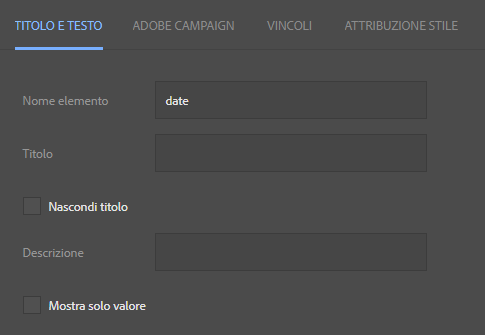 TITOLO E TESTO ADOBE CAMPAIGN VINCOLI ATTRIBUZIONE STILE
Nome elemento date
Titolo
Nascondi titolo
Descrizione
Mostra solo valore